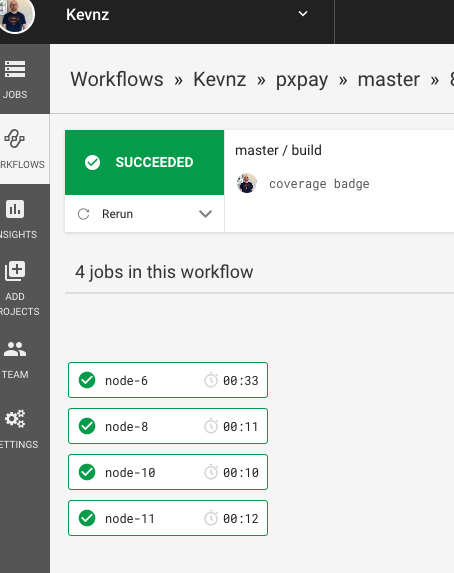 Kevnz
JOBS
RKFLOWS
NSIGHTS
ADD
ROJECTS
TEAM
ETTINGS
Workflows » Kevnz » pxpay » master »
SUCCEEDED
Rerun
master / build
coverage badge
4 jobs in this workflow
node-6 00:33
node-8 00:11
node-10 00:10
node-11 00:12